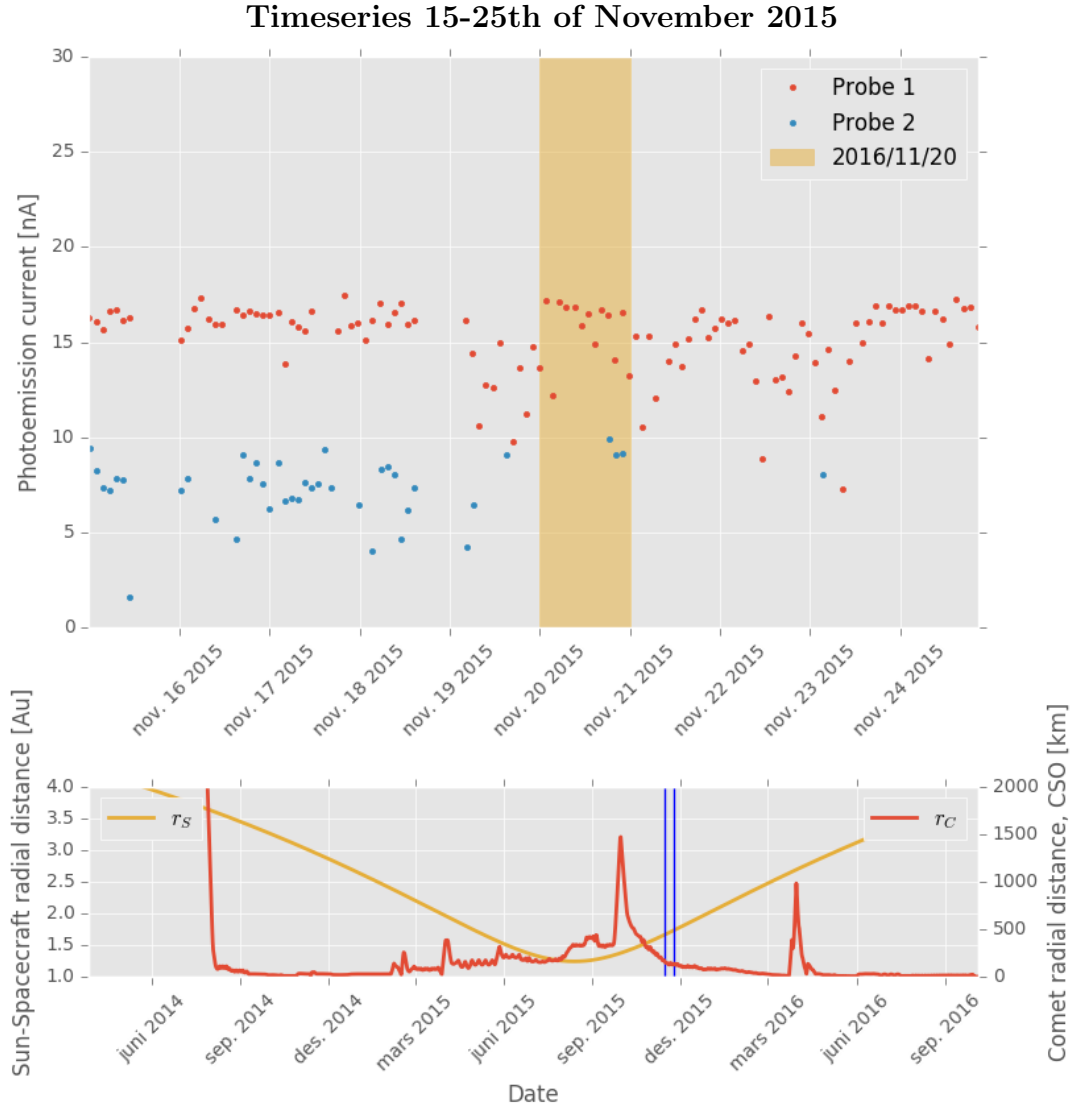 Timeseries 15-25th of November 2015
30
25
20
15
10
5
0
Photoemission current [nA]
Probe 1
Probe 2
2016/11/20
nov. 16 2015
nov. 17 2015
nov. 18 2015
nov. 19 2015
nov. 20 2015
nov. 21 2015
nov. 22 2015
nov. 23 2015
nov. 24 2015
Sun-Spacecraft radial distance [Au]
4.0
3.5
3.0
2.5
2.0
1.5
1.0
r_S
r_C
2000
1500
1000
500
0
Comet radial distance, CSO [km]
juni 2014
sep. 2014
des. 2014
mars 2015
juni 2015
sep. 2015
des. 2015
mars 2016
juni 2016
sep. 2016
Date